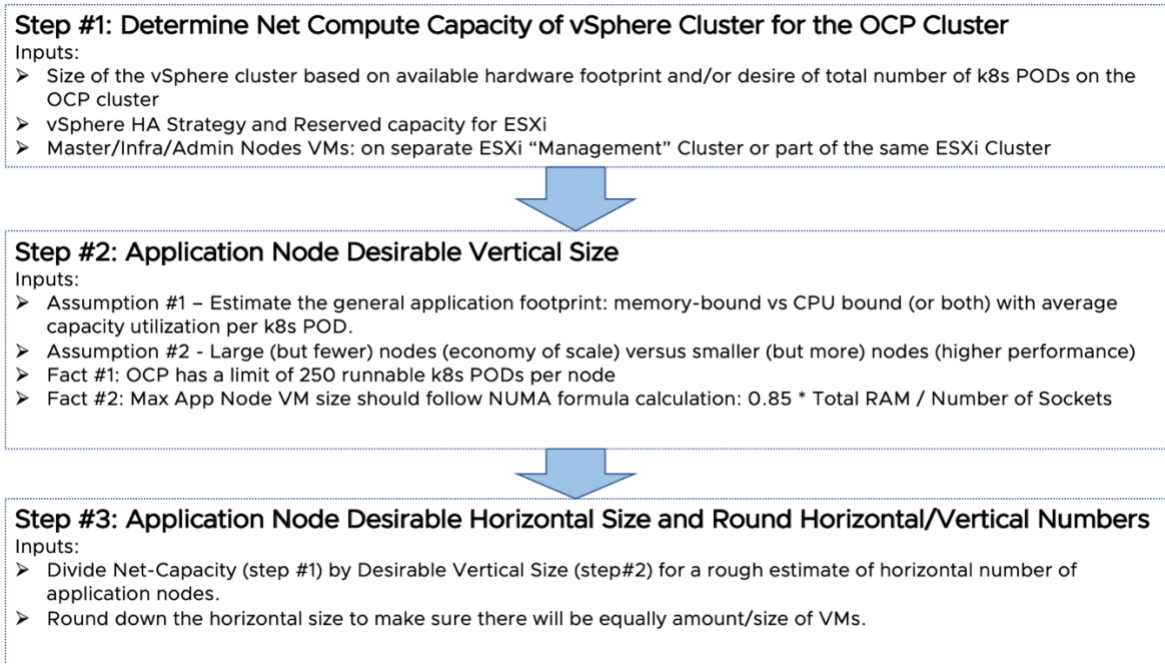 Step #1: Determine Net Compute Capacity of vSphere Cluster for the OCP Cluster
Inputs:
➢ Size of the vSphere cluster based on available hardware footprint and/or desire of total number of k8s PODs on the
OCP cluster
➢ vSphere HA Strategy and Reserved capacity for ESXi
➢ Master/Infra/Admin Nodes VMs: on separate ESXi “Management” Cluster or part of the same ESXi Cluster
Step #2: Application Node Desirable Vertical Size
Inputs:
➢ Assumption #1 – Estimate the general application footprint: memory-bound vs CPU bound (or both) with average
capacity utilization per k8s POD.
➢ Assumption #2 - Large (but fewer) nodes (economy of scale) versus smaller (but more) nodes (higher performance)
➢ Fact #1: OCP has a limit of 250 runnable k8s PODs per node
➢ Fact #2: Max App Node VM size should follow NUMA formula calculation: 0.85 * Total RAM / Number of Sockets
Step #3: Application Node Desirable Horizontal Size and Round Horizontal/Vertical Numbers
Inputs:
➢ Divide Net-Capacity (step #1) by Desirable Vertical Size (step#2) for a rough estimate of horizontal number of
application nodes.
➢ Round down the horizontal size to make sure there will be equally amount/size of VMs.